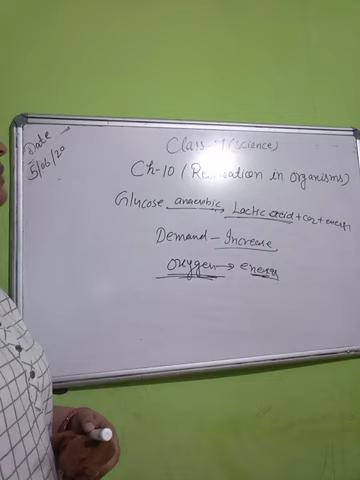 Date
5/06/20
Class (science)
Ch-10 (Respiration in organisms)
Glucose anaerobic → Lactic acid + co2 + energy
Demand - Increase
oxygen → energy